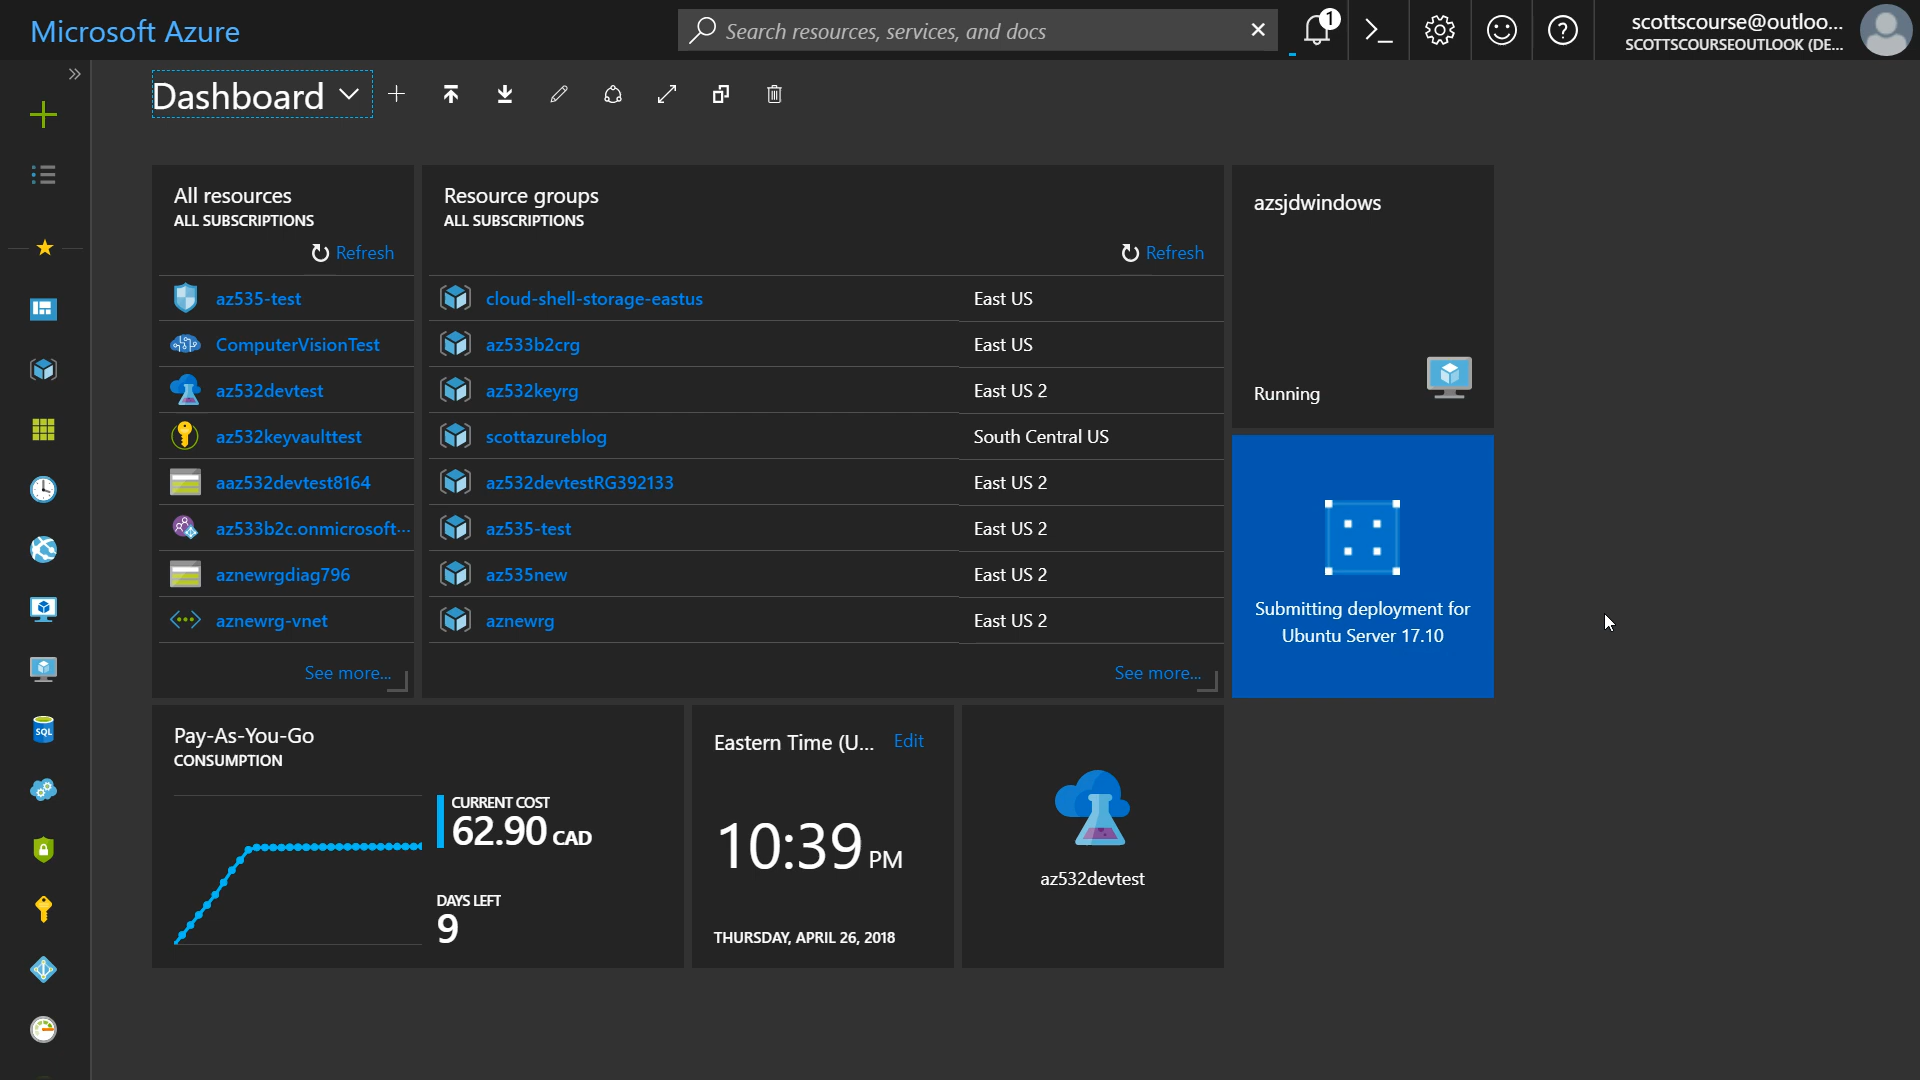 Microsoft Azure
Search resources, services, and docs
1
scottscourse@outloo...
SCOTTSCOURSEOUTLOOK (DE...
Dashboard
All resources
ALL SUBSCRIPTIONS
Refresh
az535-test
ComputerVisionTest
az532devtest
az532keyvaulttest
aaz532devtest8164
az533b2c.onmicrosoft...
aznewrgdiag796
aznewrg-vnet
See more...
Resource groups
ALL SUBSCRIPTIONS
Refresh
cloud-shell-storage-eastus East US
az533b2crg East US
az532keyrg East US 2
scottazureblog South Central US
az532devtestRG392133 East US 2
az535-test East US 2
az535new East US 2
aznewrg East US 2
See more...
azsjdwindows
Running
Submitting deployment for
Ubuntu Server 17.10
Pay-As-You-Go
CONSUMPTION
CURRENT COST
62.90 CAD
DAYS LEFT
9
Eastern Time (U... Edit
10:39 PM
THURSDAY, APRIL 26, 2018
az532devtest
SQL